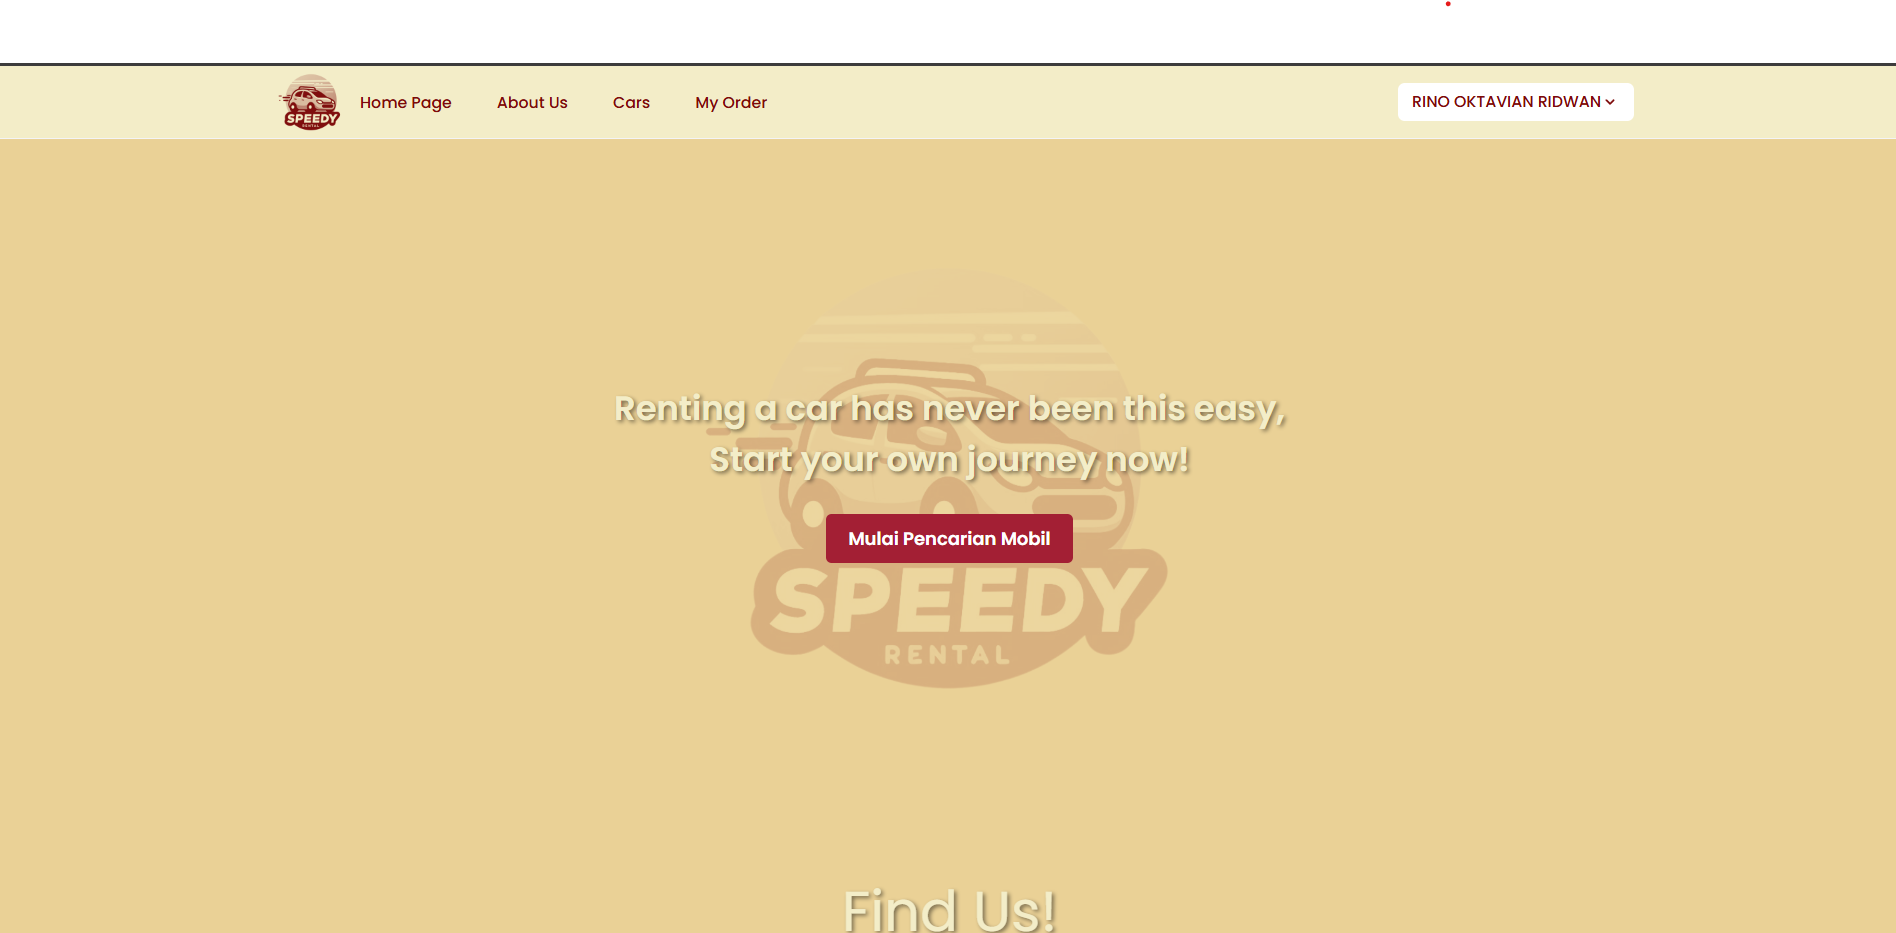 SPEEDY
RENTAL
Home Page
About Us
Cars
My Order
RINO OKTAVIAN RIDWAN
Renting a car has never been this easy,
Start your own journey now!
Mulai Pencarian Mobil
SPEEDY
RENTAL
Find Us!